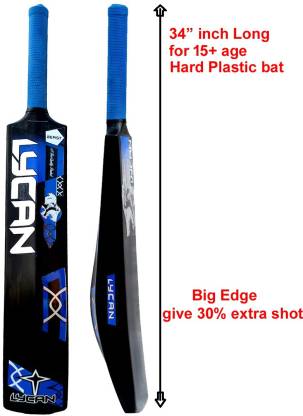 34” inch Long
for 15+ age
Hard Plastic bat
LYCAN
LYCAN
LYCAN
Big Edge
give 30% extra shot